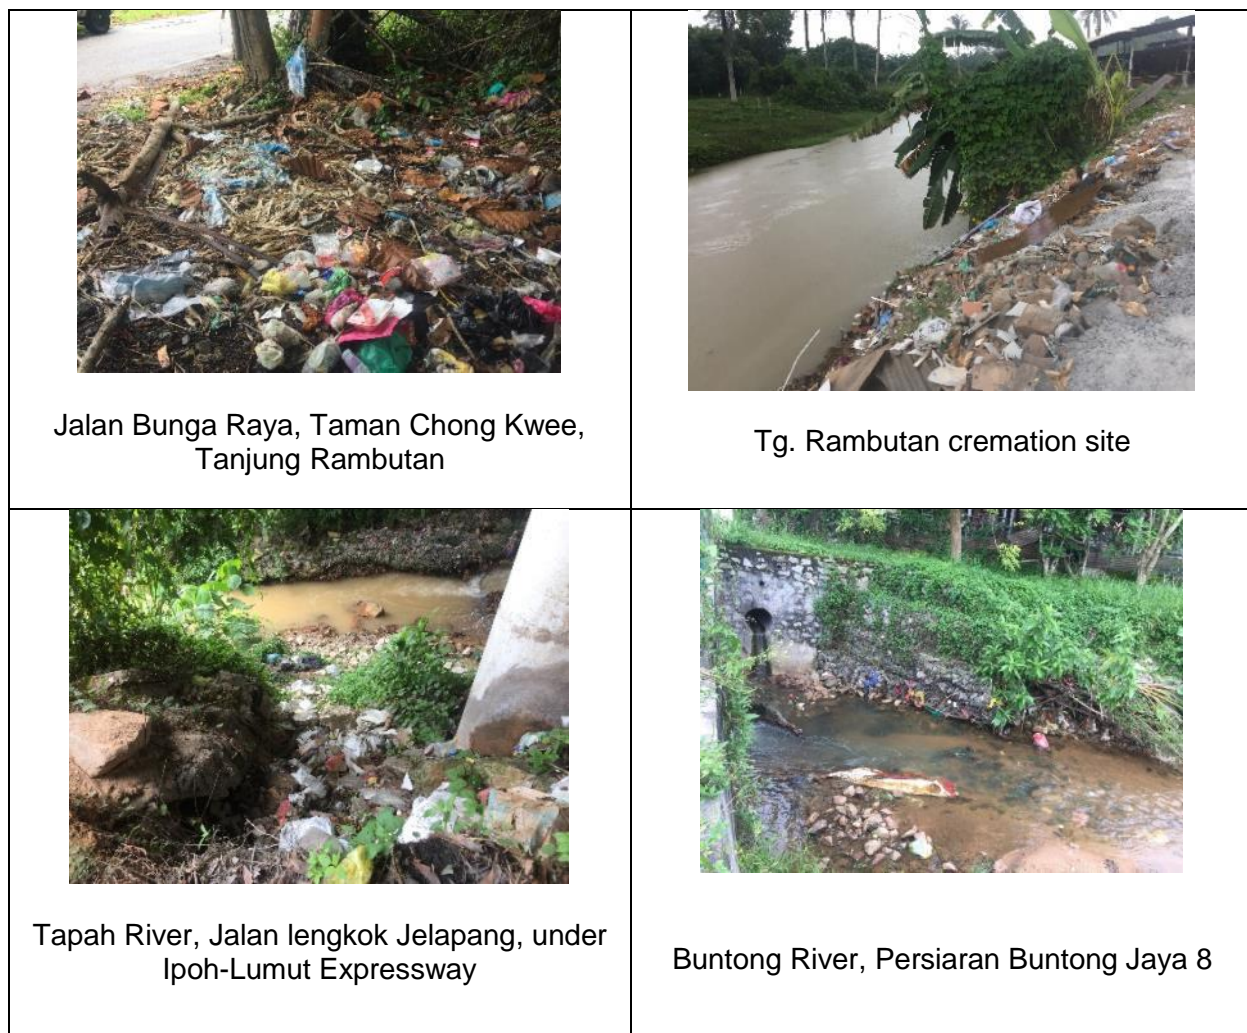 Jalan Bunga Raya, Taman Chong Kwee,
Tanjung Rambutan
Tg. Rambutan cremation site
Tapah River, Jalan lengkok Jelapang, under
Ipoh-Lumut Expressway
Buntong River, Persiaran Buntong Jaya 8